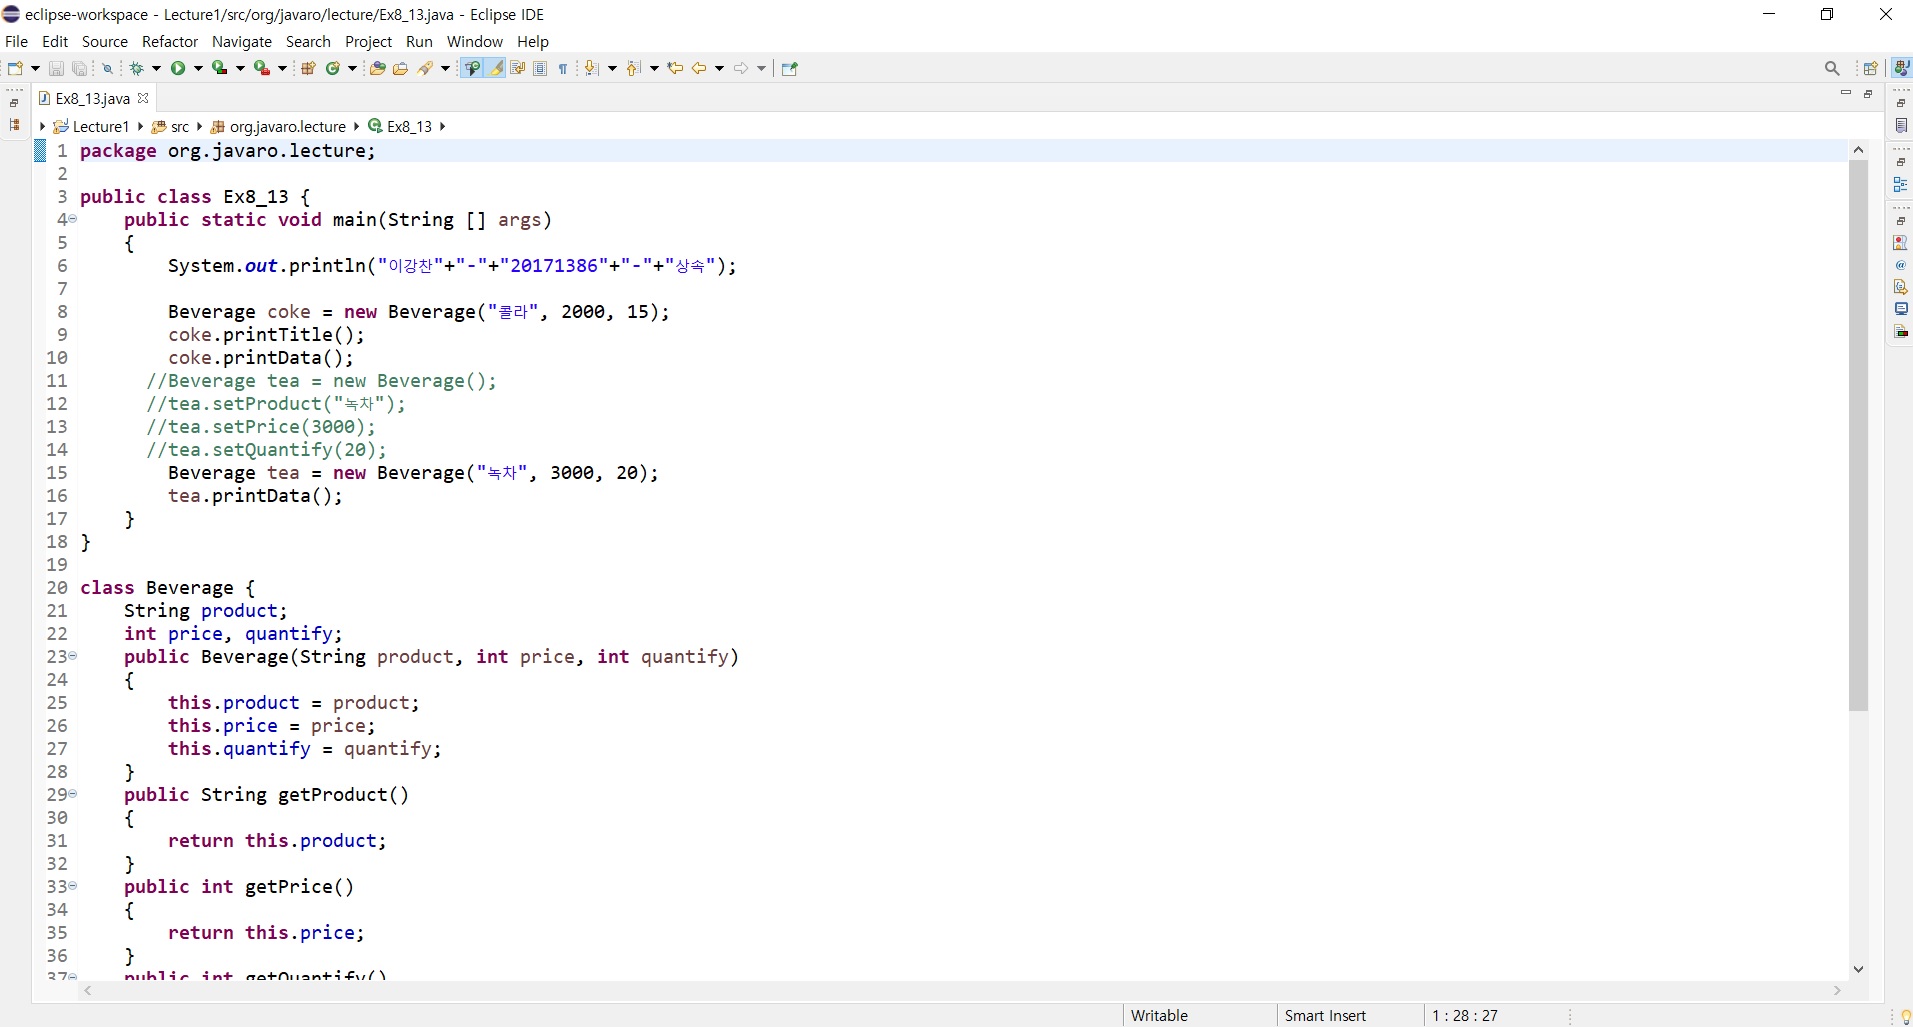 eclipse-workspace - Lecture1/src/org/javaro/lecture/Ex8_13.java - Eclipse IDE
File Edit Source Refactor Navigate Search Project Run Window Help
Ex8_13.java
Lecture1 src org.javaro.lecture Ex8_13
1 package org.javaro.lecture;
2
3 public class Ex8_13 {
4 public static void main(String [] args)
5 {
6 System.out.println("이강찬"+"-"+"20171386"+"-"+"상속");
7
8 Beverage coke = new Beverage("콜라", 2000, 15);
9 coke.printTitle();
10 coke.printData();
11 //Beverage tea = new Beverage();
12 //tea.setProduct("녹차");
13 //tea.setPrice(3000);
14 //tea.setQuantify(20);
15 Beverage tea = new Beverage("녹차", 3000, 20);
16 tea.printData();
17 }
18 }
19
20 class Beverage {
21 String product;
22 int price, quantify;
23 public Beverage(String product, int price, int quantify)
24 {
25 this.product = product;
26 this.price = price;
27 this.quantify = quantify;
28 }
29 public String getProduct()
30 {
31 return this.product;
32 }
33 public int getPrice()
34 {
35 return this.price;
36 }
37 public int getQuantify()
Writable Smart Insert 1 : 28 : 27